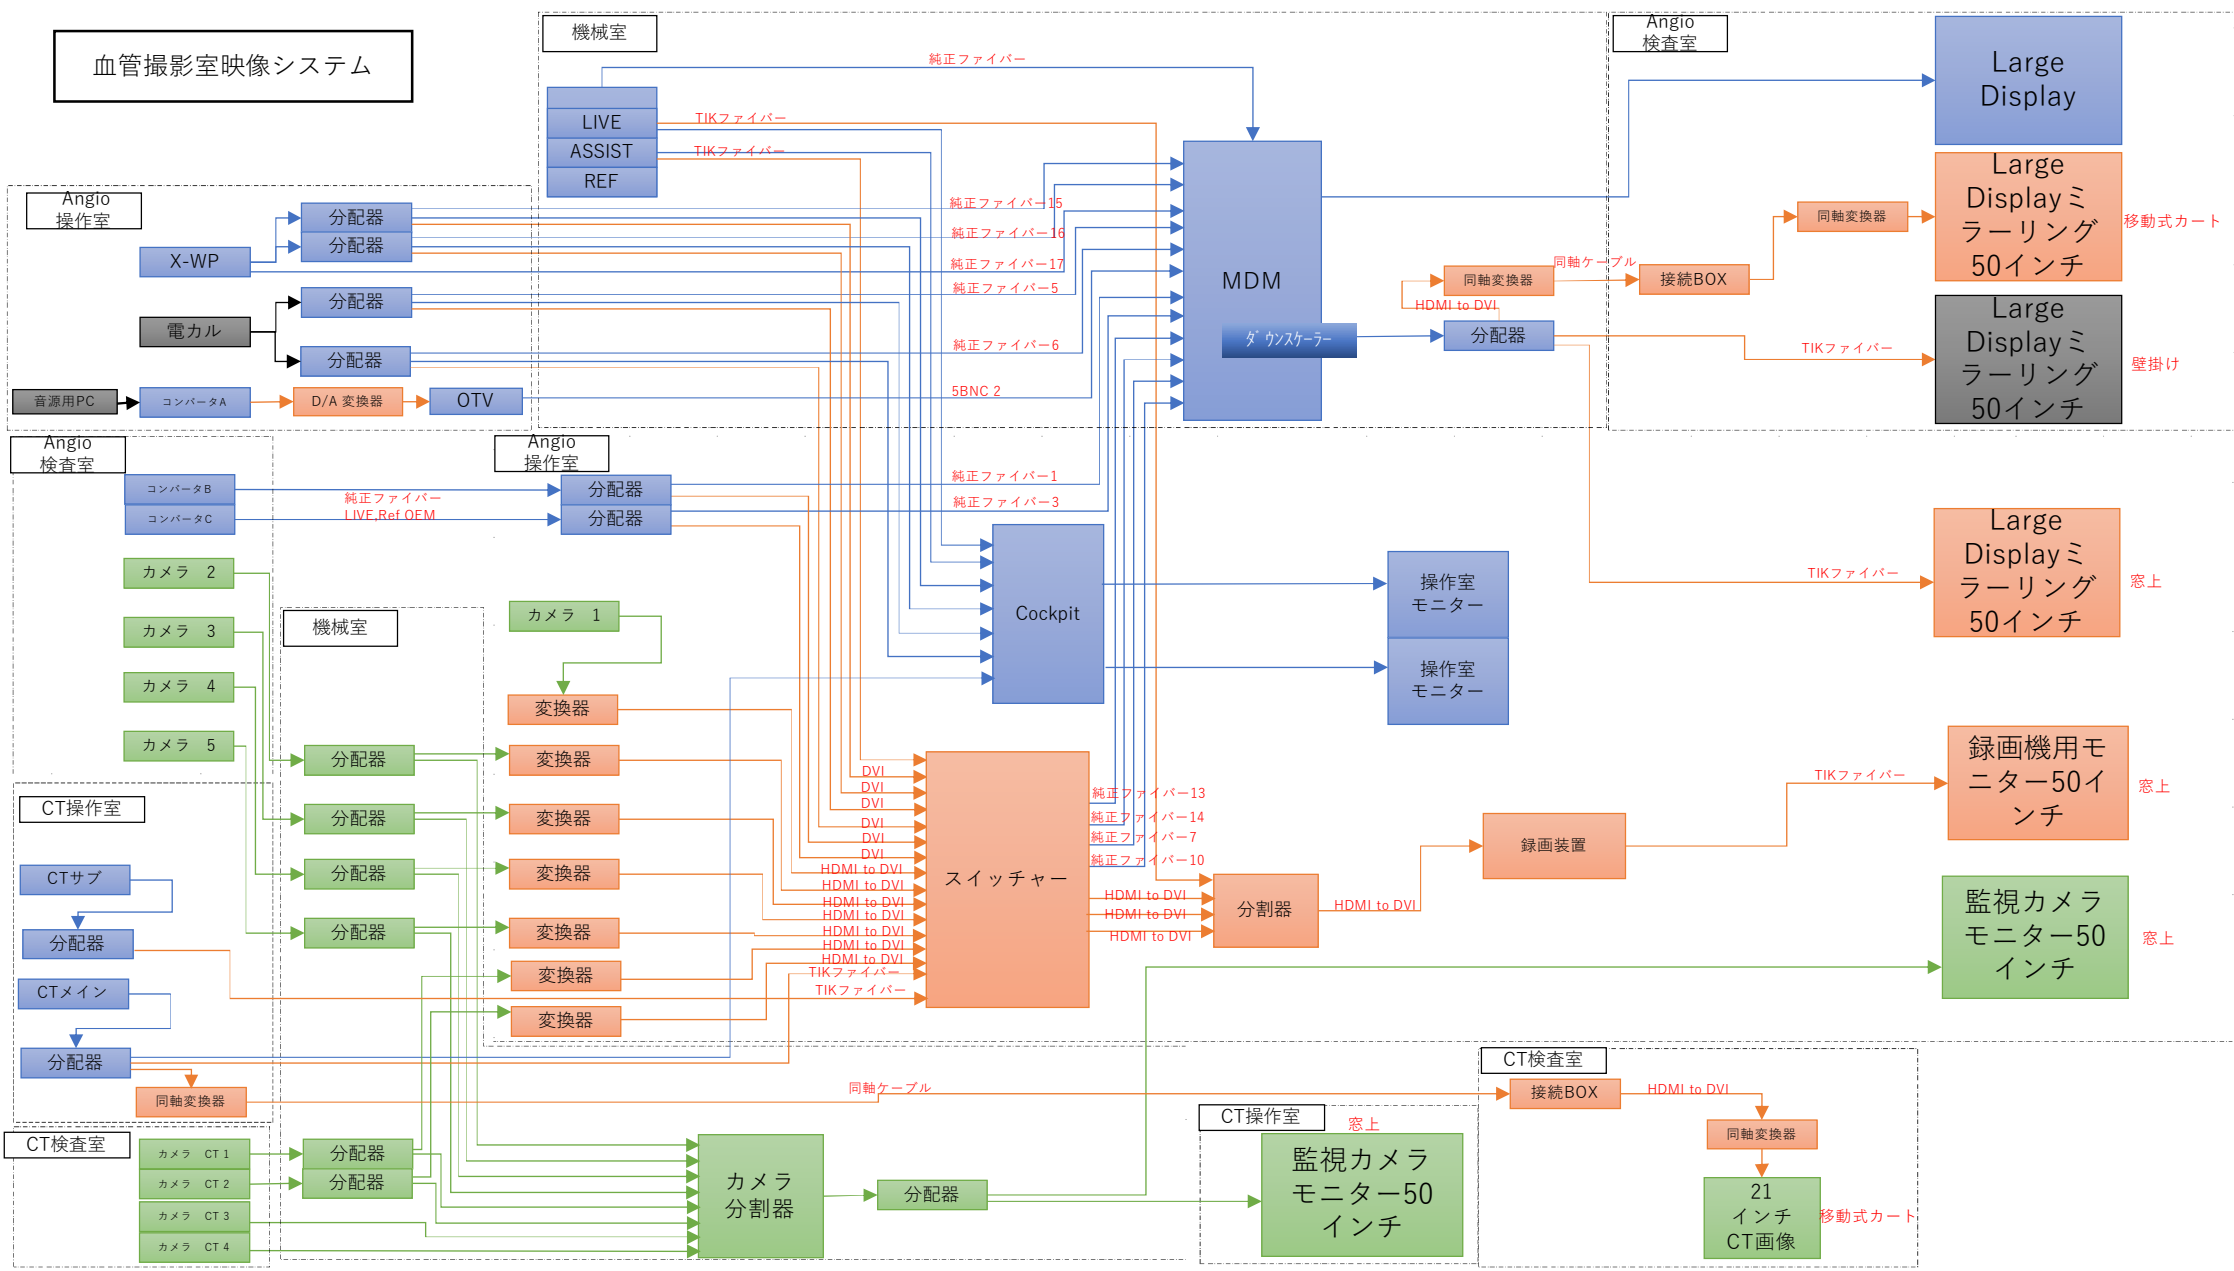 血管撮影室映像システム
機械室
純正ファイバー
LIVE
ASSIST
REF
TIKファイバー
TIKファイバー
MDM
ダウンスケーラー
Angio
検査室
Large
Display
Large
Displayミ
ラーリング
50インチ
移動式カート
Large
Displayミ
ラーリング
50インチ
壁掛け
同軸変換器
接続BOX
同軸ケーブル
同軸変換器
HDMI to DVI
分配器
TIKファイバー
Angio
操作室
X-WP
分配器
分配器
電カル
分配器
分配器
音源用PC
コンバータA
D/A 変換器
OTV
純正ファイバー15
純正ファイバー16
純正ファイバー17
純正ファイバー5
純正ファイバー6
5BNC 2
Angio
検査室
コンバータB
コンバータC
純正ファイバー
LIVE,Ref OEM
カメラ 2
カメラ 3
カメラ 4
カメラ 5
Angio
操作室
分配器
分配器
純正ファイバー1
純正ファイバー3
カメラ 1
変換器
変換器
変換器
変換器
変換器
変換器
変換器
機械室
分配器
分配器
分配器
分配器
Cockpit
操作室
モニター
操作室
モニター
TIKファイバー
Large
Displayミ
ラーリング
50インチ
窓上
DVI
DVI
DVI
DVI
DVI
DVI
HDMI to DVI
HDMI to DVI
HDMI to DVI
HDMI to DVI
HDMI to DVI
HDMI to DVI
HDMI to DVI
TIKファイバー
TIKファイバー
スイッチャー
純正ファイバー13
純正ファイバー14
純正ファイバー7
純正ファイバー10
HDMI to DVI
HDMI to DVI
HDMI to DVI
分割器
HDMI to DVI
録画装置
TIKファイバー
録画機用モ
ニター50イ
ンチ
窓上
監視カメラ
モニター50
インチ
窓上
CT操作室
CTサブ
分配器
CTメイン
分配器
同軸変換器
同軸ケーブル
CT検査室
カメラ CT 1
カメラ CT 2
カメラ CT 3
カメラ CT 4
分配器
分配器
カメラ
分割器
分配器
CT操作室
窓上
監視カメラ
モニター50
インチ
CT検査室
接続BOX
HDMI to DVI
同軸変換器
21
インチ
CT画像
移動式カート